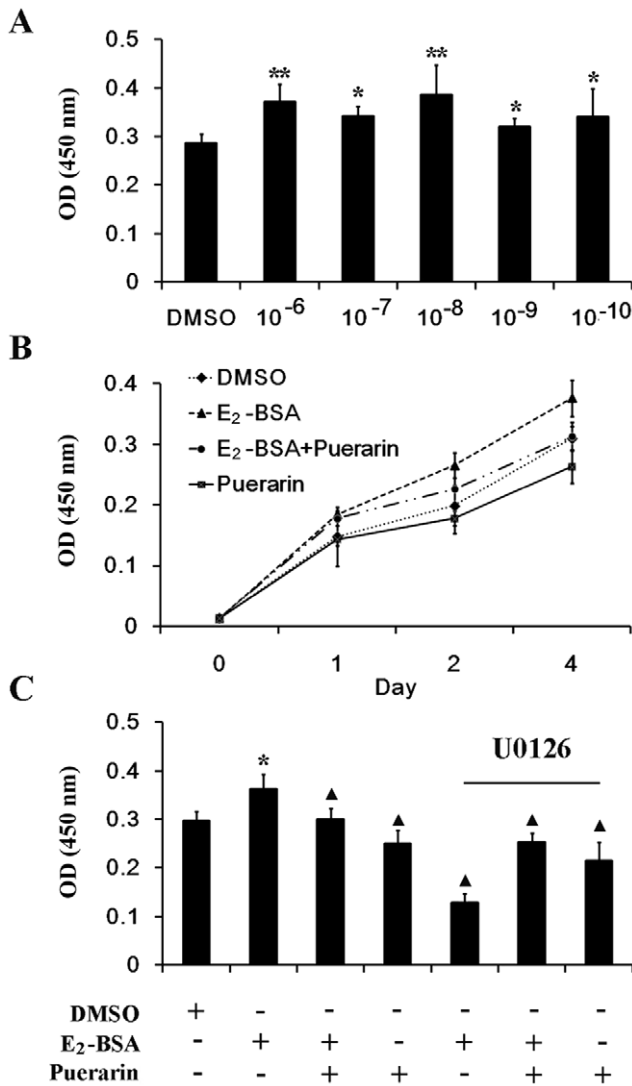 A
OD (450 nm)
0.5
0.4
0.3
0.2
0.1
0
** * ** * *
DMSO 10-6 10-7 10-8 10-9 10-10
B
OD (450 nm)
0.4
0.3
0.2
0.1
0
DMSO
E2-BSA
E2-BSA+Puerarin
Puerarin
0 1 2 4
Day
C
OD (450 nm)
0.5
0.4
0.3
0.2
0.1
0
*
▲ ▲ ▲ ▲ ▲
U0126
DMSO + - - - - - -
E2-BSA - + + - + + -
Puerarin - - + + - + +